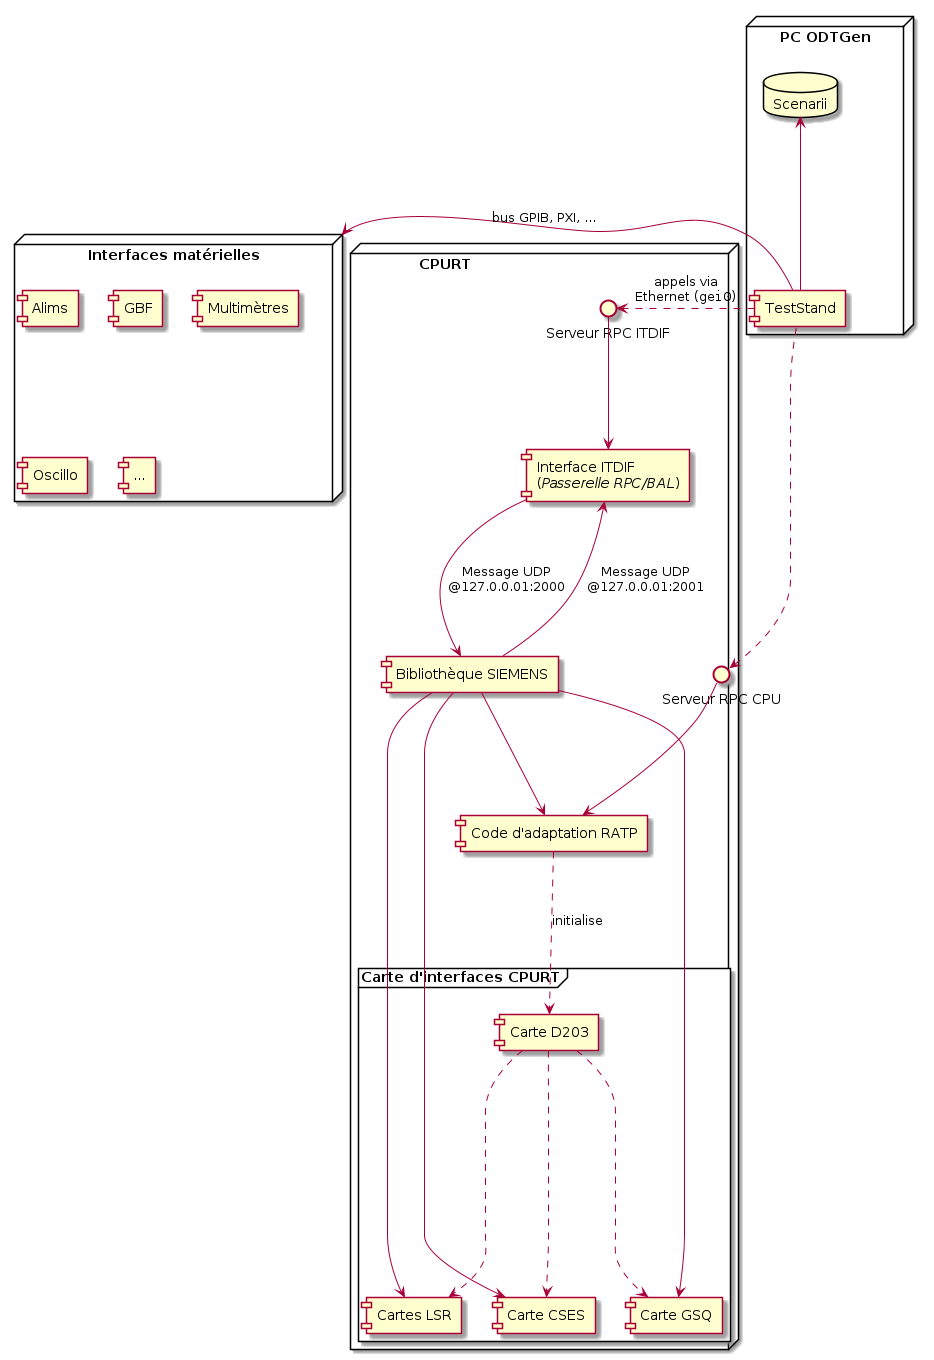 PC ODTGen
Scenarii
bus GPIB, PXI, ...
Interfaces matérielles
CPURT
appels via
Ethernet (gei0)
Alims
GBF
Multimètres
TestStand
Serveur RPC ITDIF
Interface ITDIF
(Passerelle RPC/BAL)
Oscillo
...
Message UDP
@127.0.0.01:2000
Message UDP
@127.0.0.01:2001
Bibliothèque SIEMENS
Serveur RPC CPU
Code d'adaptation RATP
initialise
Carte d'interfaces CPURT
Carte D203
Cartes LSR
Carte CSES
Carte GSQ